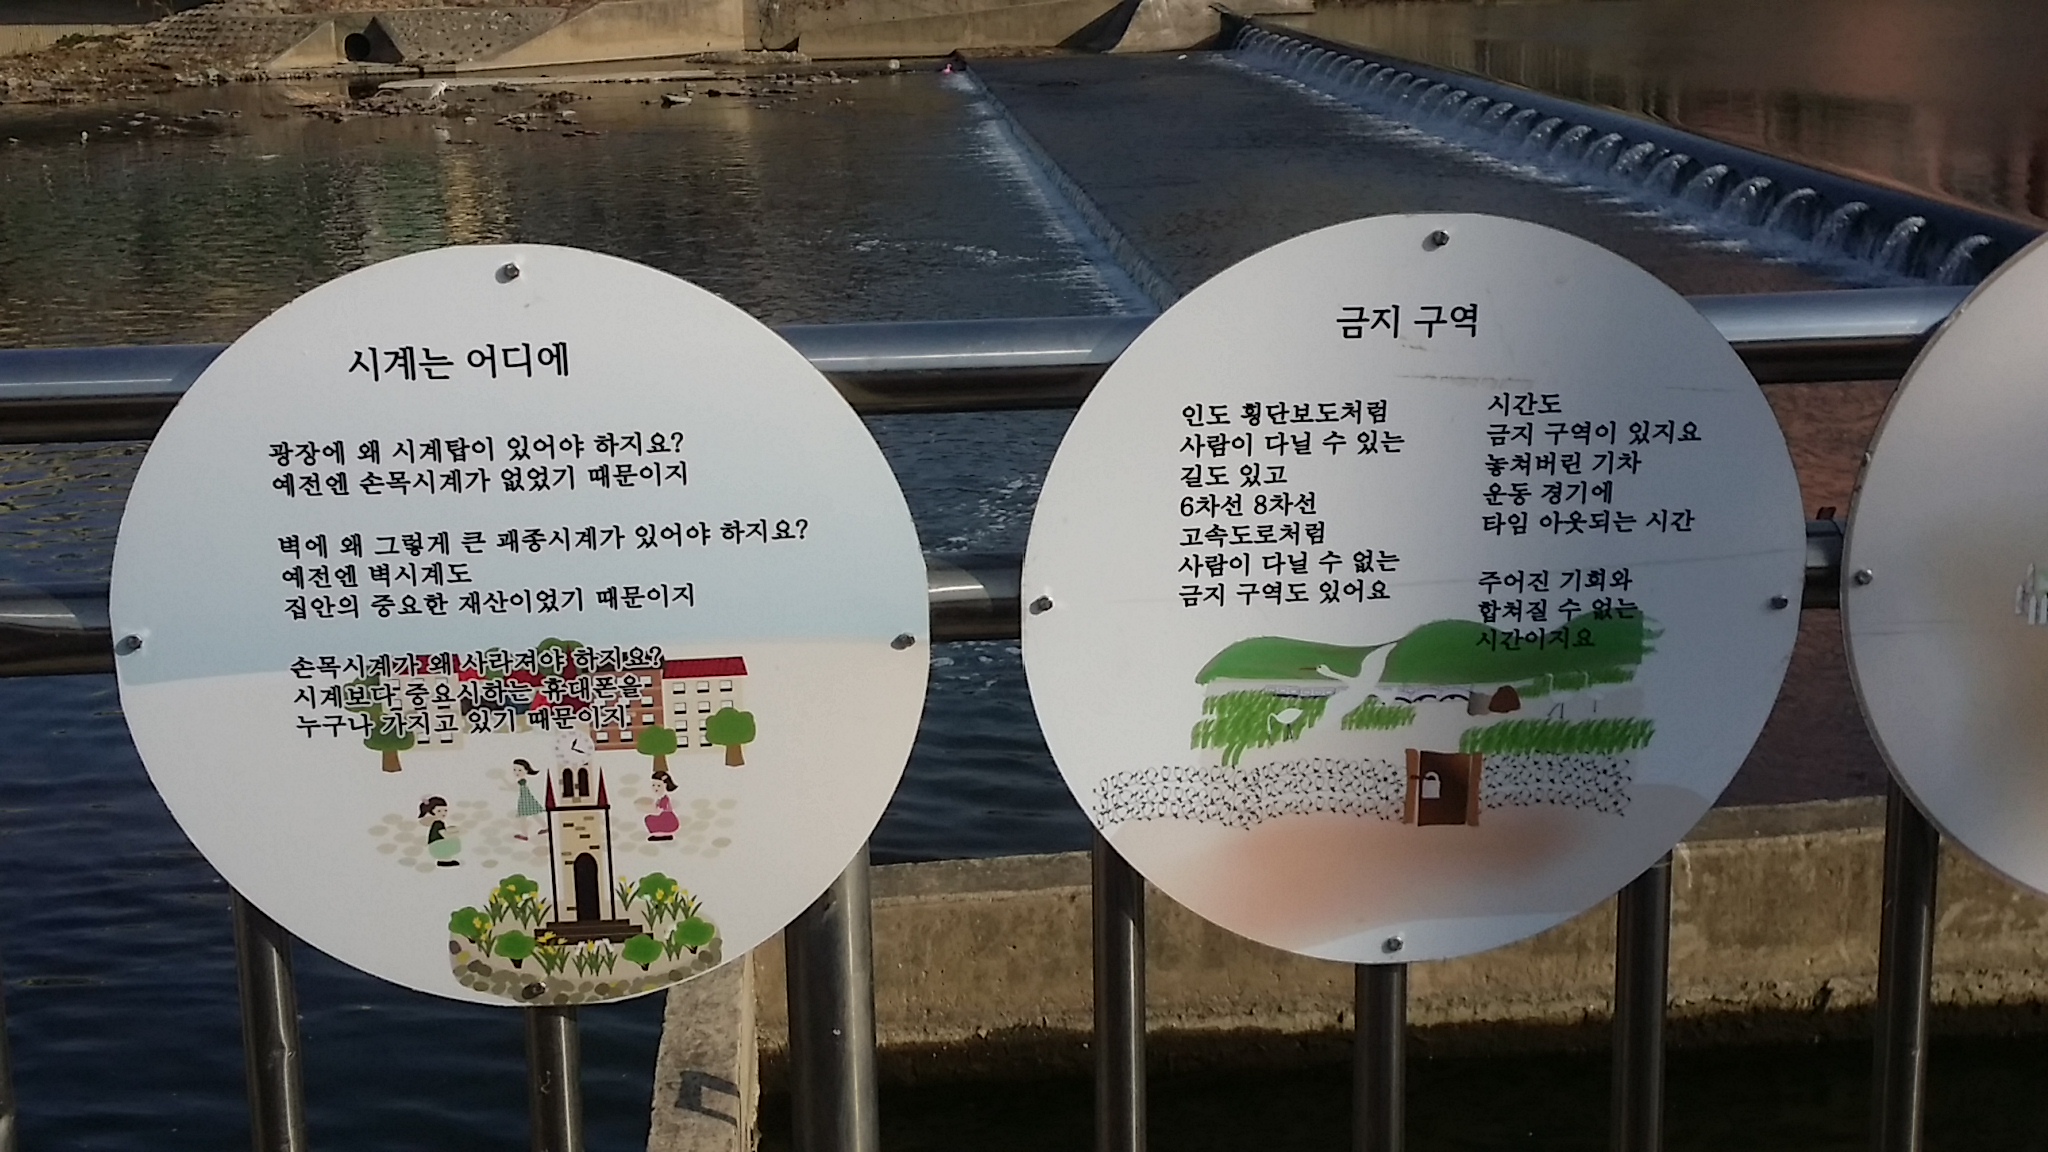 시계는 어디에
광장에 왜 시계탑이 있어야 하지요?
예전엔 손목시계가 없었기 때문이지
벽에 왜 그렇게 큰 괘종시계가 있어야 하지요?
예전엔 벽시계도
집안의 중요한 재산이었기 때문이지
손목시계가 왜 사라져야 하지요?
시계보다 중요시하는 휴대폰을
누구나 가지고 있기 때문이지
금지 구역
인도 횡단보도처럼
사람이 다닐 수 있는
길도 있고
6차선 8차선
고속도로처럼
사람이 다닐 수 없는
금지 구역도 있어요
시간도
금지 구역이 있지요
놓쳐버린 기차
운동 경기에
타임 아웃되는 시간
주어진 기회와
합쳐질 수 없는
시간이지요